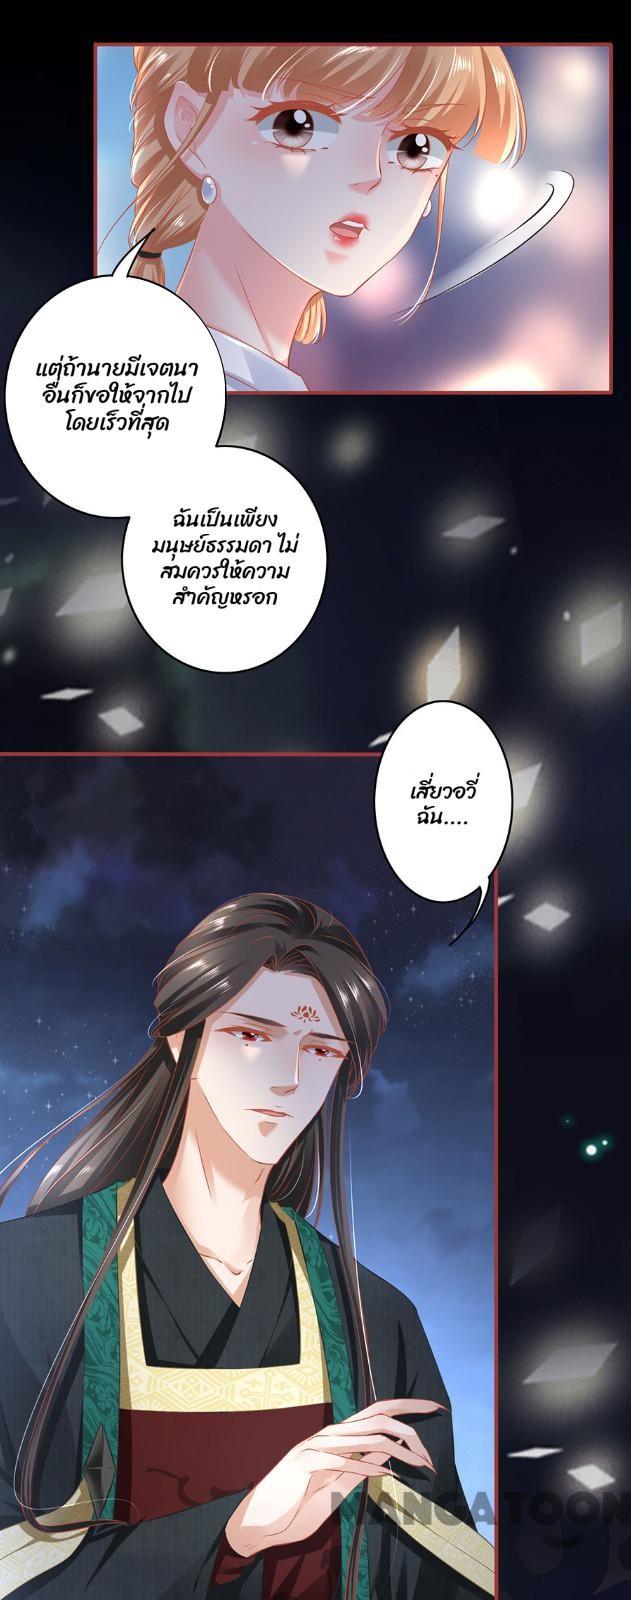 แต่ถ้านายมีเจตนา
อื่นก็ขอให้จากไป
โดยเร็วที่สุด
ฉันเป็นเพียง
มนุษย์ธรรมดา ไม่
สมควรให้ความ
สำคัญหรอก
เสี่ยวอวี่
ฉัน....
MANGATOON